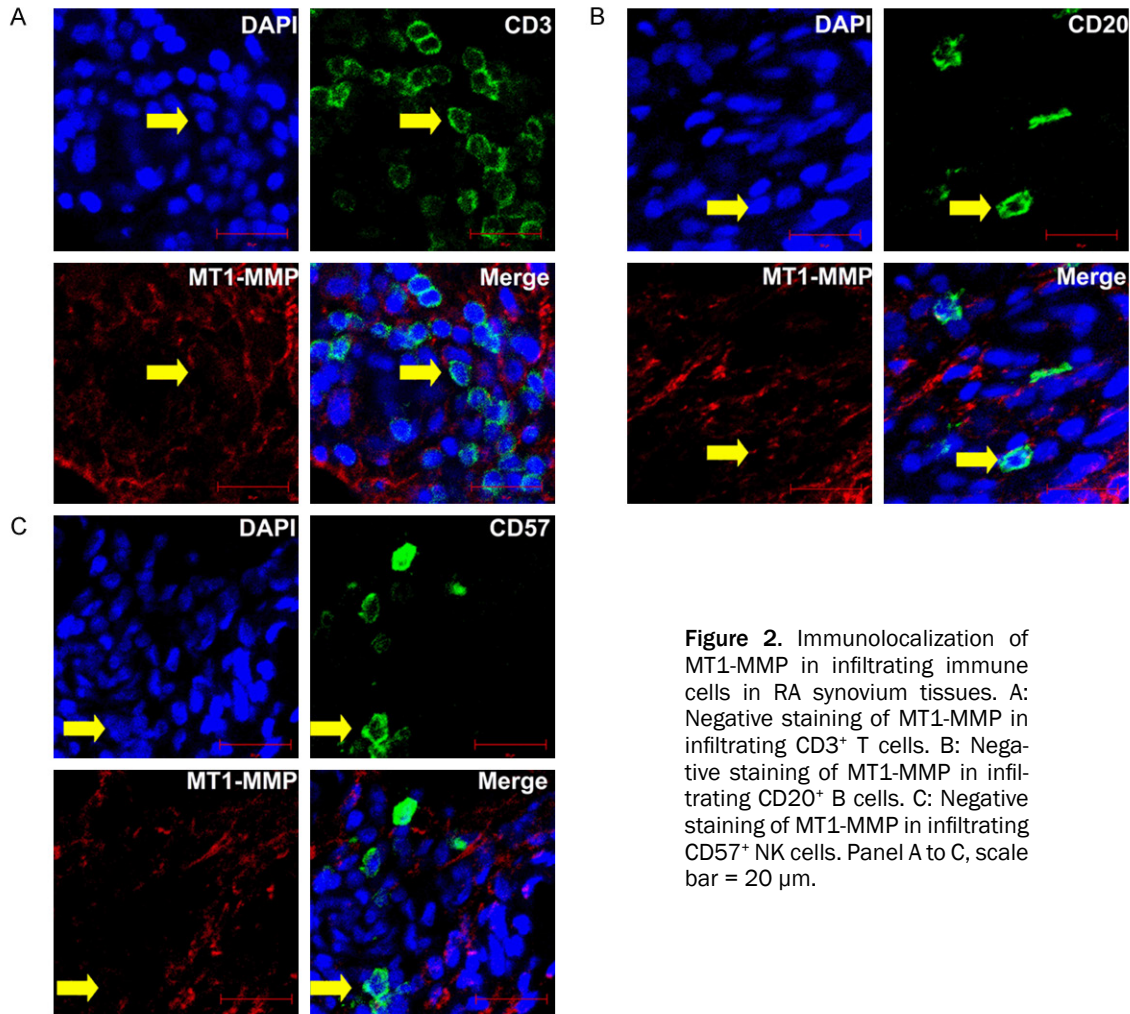 A
DAPI
CD3
MT1-MMP
Merge
B
DAPI
CD20
MT1-MMP
Merge
C
DAPI
CD57
MT1-MMP
Merge
Figure 2. Immunolocalization of
MT1-MMP in infiltrating immune
cells in RA synovium tissues. A:
Negative staining of MT1-MMP in
infiltrating CD3⁺ T cells. B: Nega-
tive staining of MT1-MMP in infil-
trating CD20⁺ B cells. C: Negative
staining of MT1-MMP in infiltrating
CD57⁺ NK cells. Panel A to C, scale
bar = 20 μm.